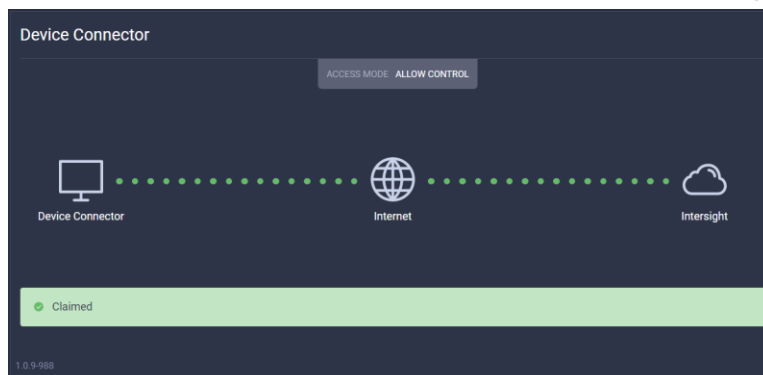 Device Connector
ACCESS MODE ALLOW CONTROL
Device Connector
Internet
Intersight
Claimed
1.0.9-988